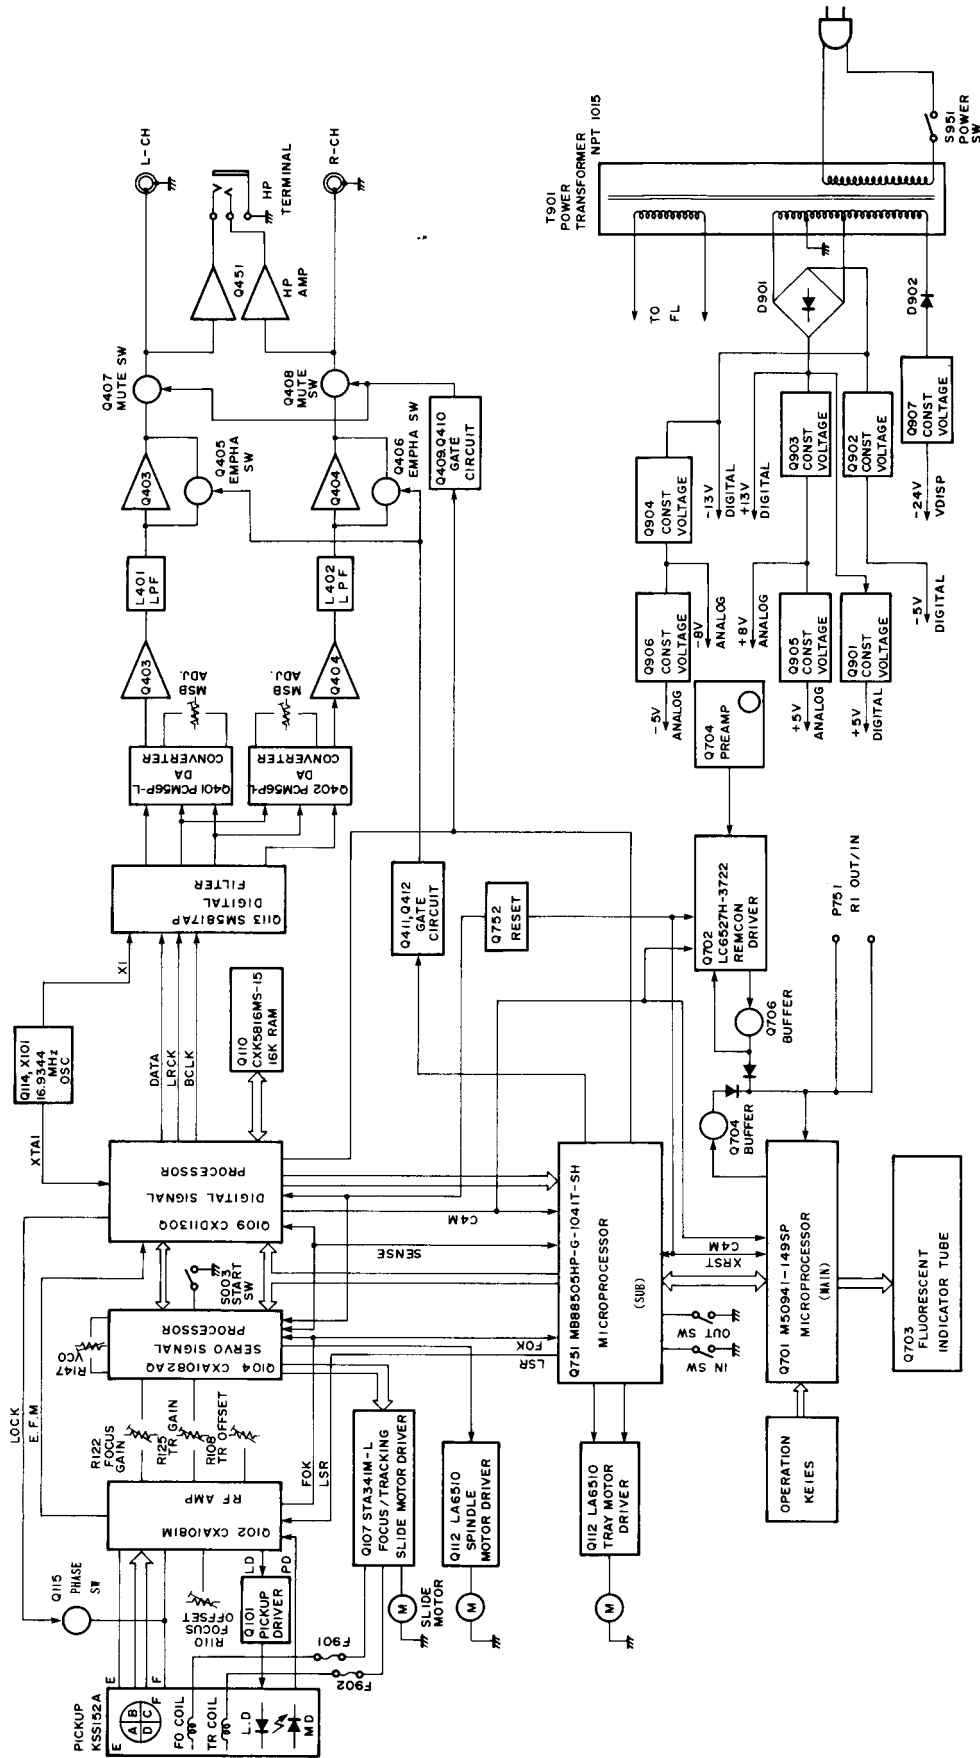 PICKUP
KSS152A
E
A
B
D
C
F
E
F
FO COIL
TR COIL
L.D
MD
Q115
PHASE
SW
LOCK
E.F.M
R110
FOCUS
OFFSET
LD
PD
Q101
PICKUP
DRIVER
F901
F902
Q102 CXA1081M
RF AMP
R122
FOCUS
GAIN
R125
TR GAIN
R108
TR OFFSET
FOK
LSR
R147
VCO
Q104 CXA1082AQ
SERVO SIGNAL
PROCESSOR
S003
START
SW
Q109 CXD1130Q
DIGITAL SIGNAL
PROCESSOR
XTAI
Q114, X101
16.9344
MHz
OSC
XI
DATA
LRCK
BCLK
Q110
CXK5816MS-15
16K RAM
Q113 SM5817AP
DIGITAL
FILTER
Q401 PCM56P-L
DA
CONVERTER
Q402 PCM56P-L
DA
CONVERTER
MSB
ADJ.
MSB
ADJ.
Q403
Q404
L401
LPF
L402
LPF
Q403
Q404
Q405
EMPHA
SW
Q406
EMPHA SW
Q407
MUTE SW
Q408
MUTE
SW
Q409,Q410
GATE
CIRCUIT
Q451
HP
AMP
L-CH
HP
TERMINAL
R-CH
Q411,Q412
GATE
CIRCUIT
Q752
RESET
C4M
SENSE
FOK
LSR
Q107 STA341M-L
FOCUS/TRACKING
SLIDE MOTOR DRIVER
M
SLIDE
MOTOR
Q112 LA6510
SPINDLE
MOTOR DRIVER
M
Q112 LA6510
TRAY MOTOR
DRIVER
M
Q751 MB88505HP-G-1041T-SH
MICROPROCESSOR
(SUB)
IN SW
OUT SW
XRST
C4M
OPERATION
KEIES
Q701 M50941-149SP
MICROPROCESSOR
(MAIN)
Q703
FLUORESCENT
INDICATOR TUBE
Q704
BUFFER
Q706
BUFFER
Q702
LC6527H-3722
REMCON
DRIVER
Q704
PREAMP
P751
RI OUT/IN
T901
POWER
TRANSFORMER
NPT 1015
S951
POWER
SW
TO
FL
D901
D902
Q904
CONST
VOLTAGE
-13V
DIGITAL
+13V
DIGITAL
Q903
CONST
VOLTAGE
Q902
CONST
VOLTAGE
Q907
CONST
VOLTAGE
-24V
VDISP
Q906
CONST
VOLTAGE
-8V
ANALOG
+8V
ANALOG
Q905
CONST
VOLTAGE
Q901
CONST
VOLTAGE
-5V
DIGITAL
-5V
ANALOG
+5V
ANALOG
+5V
DIGITAL